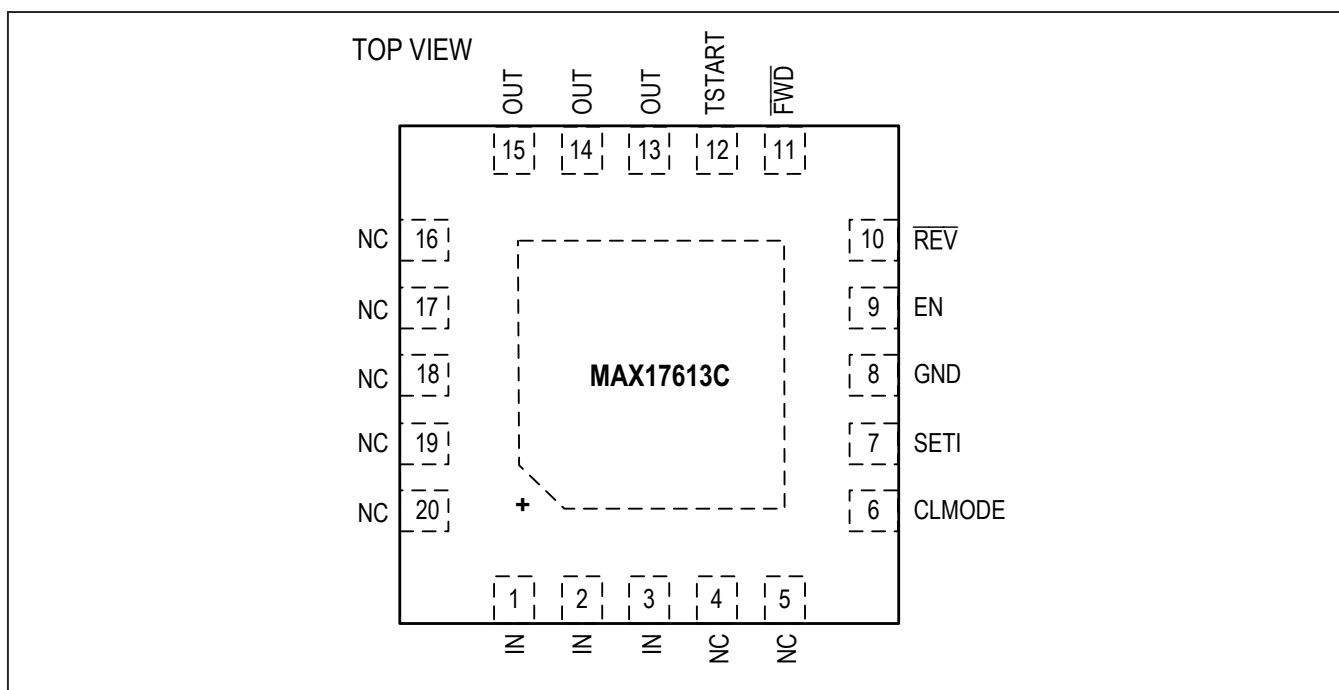 TOP VIEW
OUT
OUT
OUT
TSTART
FWD
15
14
13
12
11
NC 16
10 REV
NC 17
9 EN
NC 18
MAX17613C
8 GND
NC 19
7 SETI
NC 20
+
6 CLMODE
1
2
3
4
5
IN
IN
IN
NC
NC